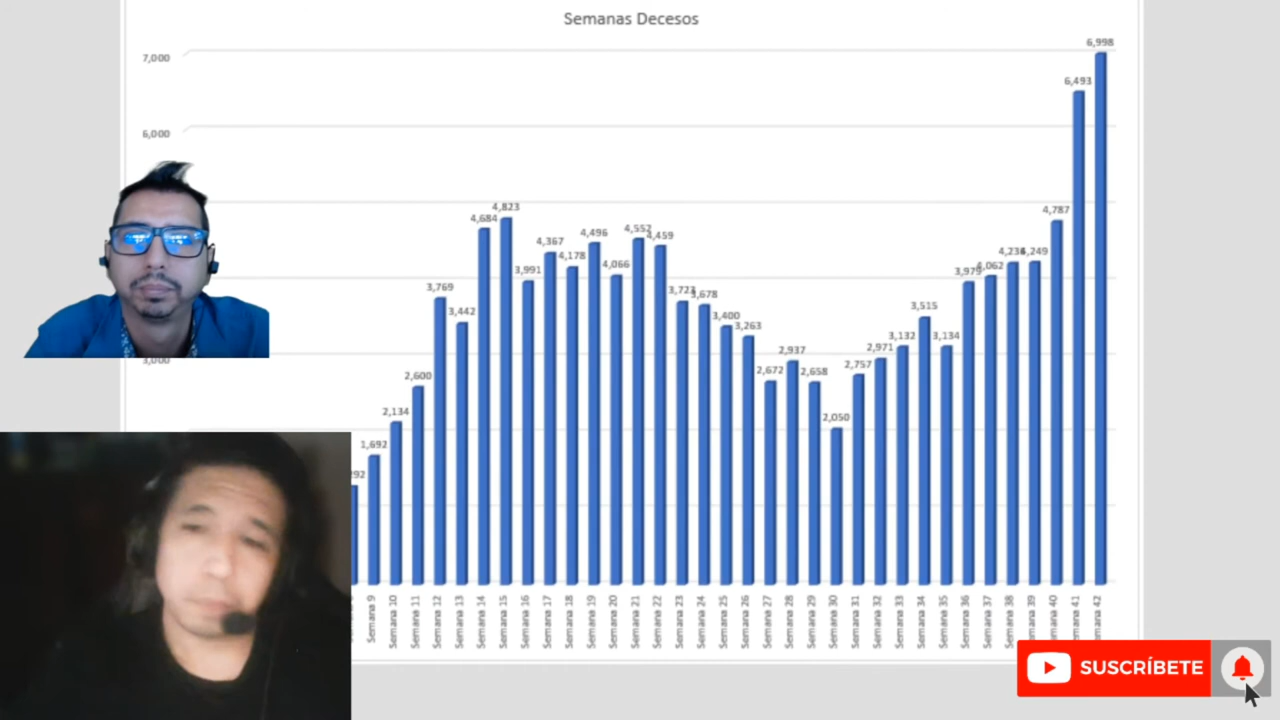 Semanas Decesos
7,000
6,000
3,000
292
1,692
2,134
2,600
3,769
3,442
4,684
4,823
3,991
4,367
4,178
4,496
4,066
4,552
4,459
3,678
3,400
3,263
2,672
2,937
2,658
2,050
2,757
2,971
3,132
3,515
3,134
3,979
4,062
4,249
4,787
6,493
6,998
Semana 9
Semana 10
Semana 11
Semana 12
Semana 13
Semana 14
Semana 15
Semana 16
Semana 17
Semana 18
Semana 19
Semana 20
Semana 21
Semana 22
Semana 23
Semana 24
Semana 25
Semana 26
Semana 27
Semana 28
Semana 29
Semana 30
Semana 31
Semana 32
Semana 33
Semana 34
Semana 35
Semana 36
Semana 37
Semana 38
Semana 39
Semana 40
Semana 41
Semana 42
SUSCRÍBETE